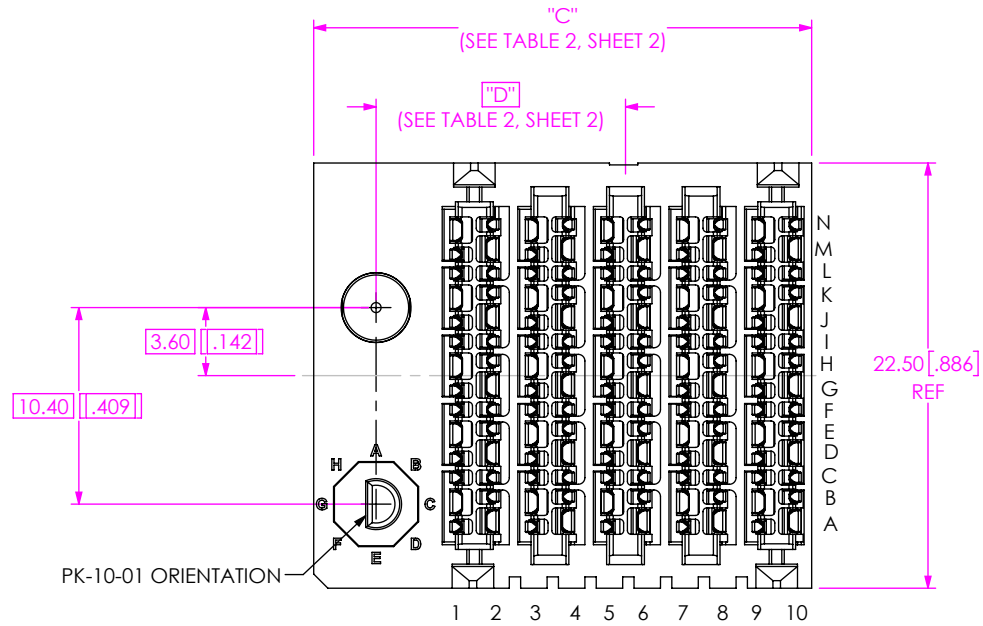 "C"
(SEE TABLE 2, SHEET 2)
"D"
(SEE TABLE 2, SHEET 2)
N
M
L
K
J
I
H
G
F
E
D
C
B
A
3.60 [.142]
10.40 [.409]
22.50 [.886]
REF
A
B
C
D
E
F
G
H
PK-10-01 ORIENTATION
1 2 3 4 5 6 7 8 9 10